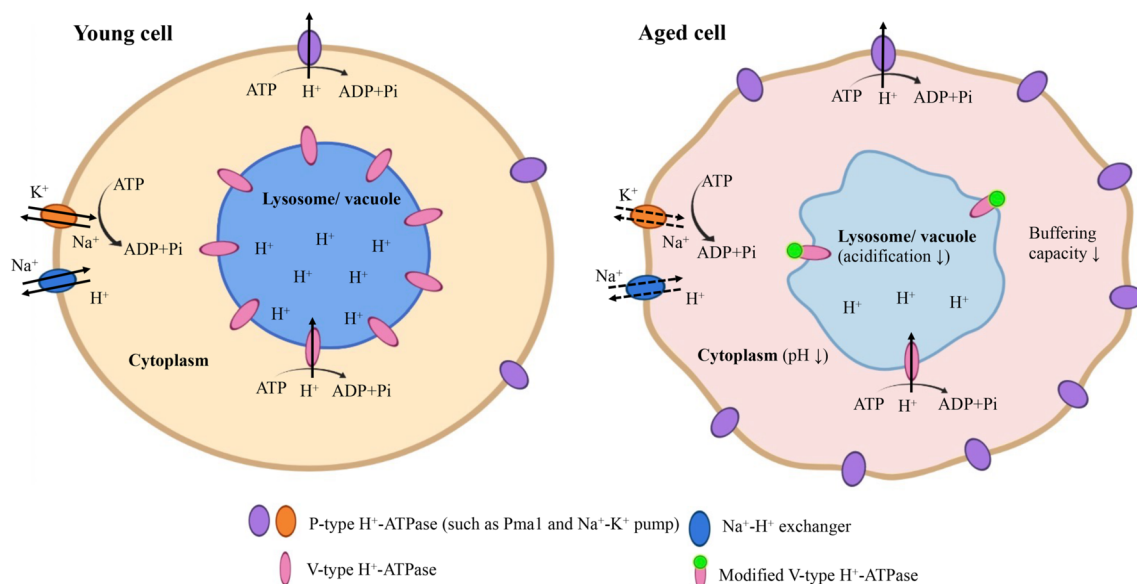 Young cell
ATP
H⁺
ADP+Pi
K⁺
ATP
Na⁺
ADP+Pi
Na⁺
H⁺
Lysosome/ vacuole
H⁺
H⁺
H⁺
H⁺
H⁺
H⁺
H⁺
H⁺
Cytoplasm
ATP
H⁺
ADP+Pi
Aged cell
ATP
H⁺
ADP+Pi
K⁺
ATP
Na⁺
ADP+Pi
Na⁺
H⁺
Lysosome/ vacuole
(acidification ↓)
H⁺
H⁺
H⁺
Buffering
capacity ↓
Cytoplasm (pH ↓)
ATP
H⁺
ADP+Pi
P-type H⁺-ATPase (such as Pma1 and Na⁺-K⁺ pump)
Na⁺-H⁺ exchanger
V-type H⁺-ATPase
Modified V-type H⁺-ATPase